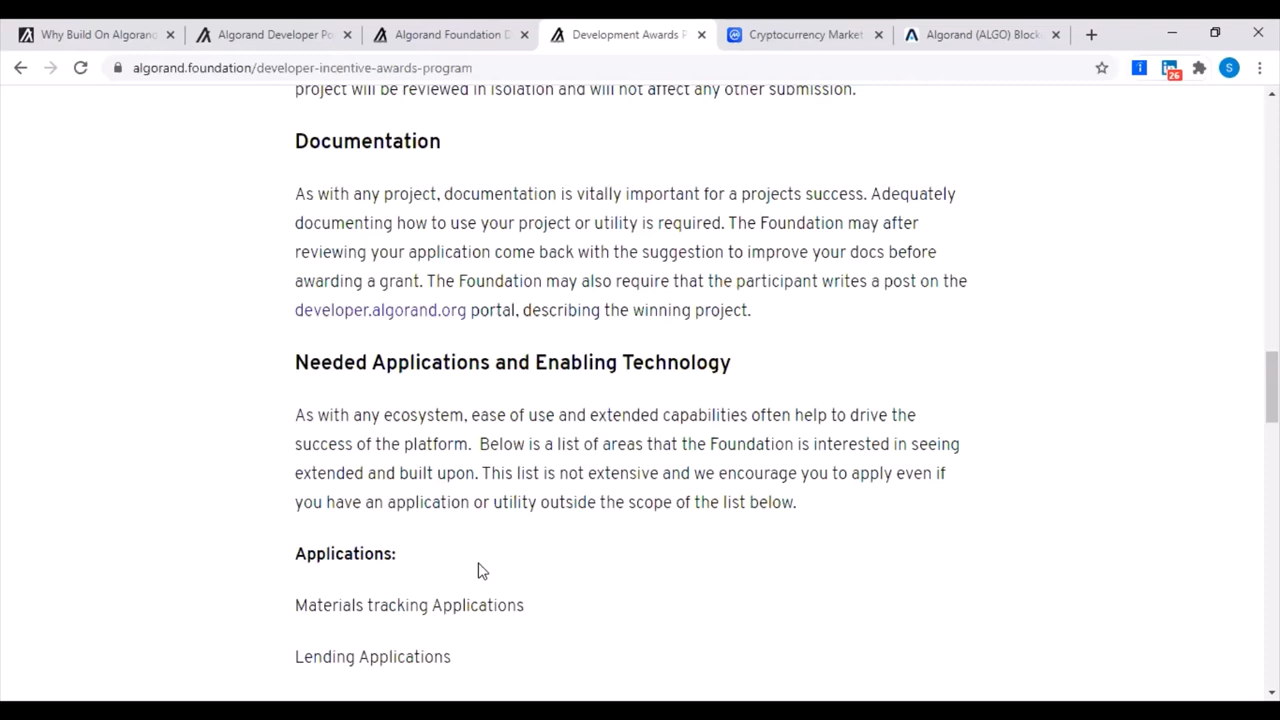 Why Build On Algorand
Algorand Developer Po
Algorand Foundation D
Development Awards P
Cryptocurrency Market
Algorand (ALGO) Block
algorand.foundation/developer-incentive-awards-program
26
S
project will be reviewed in isolation and will not affect any other submission.
Documentation
As with any project, documentation is vitally important for a projects success. Adequately
documenting how to use your project or utility is required. The Foundation may after
reviewing your application come back with the suggestion to improve your docs before
awarding a grant. The Foundation may also require that the participant writes a post on the
developer.algorand.org portal, describing the winning project.
Needed Applications and Enabling Technology
As with any ecosystem, ease of use and extended capabilities often help to drive the
success of the platform. Below is a list of areas that the Foundation is interested in seeing
extended and built upon. This list is not extensive and we encourage you to apply even if
you have an application or utility outside the scope of the list below.
Applications:
Materials tracking Applications
Lending Applications